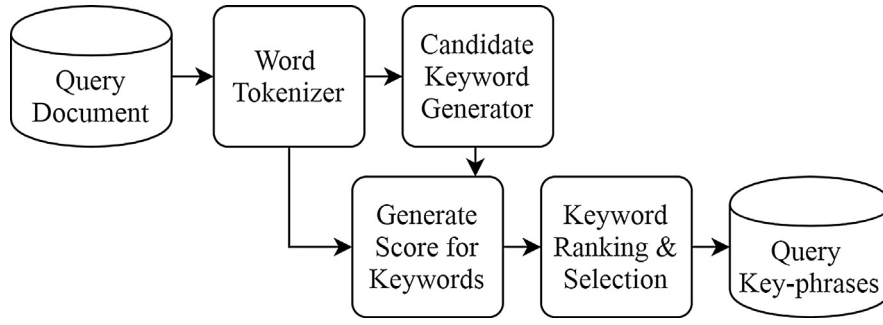 Query
Document
Word
Tokenizer
Candidate
Keyword
Generator
Generate
Score for
Keywords
Keyword
Ranking &
Selection
Query
Key-phrases